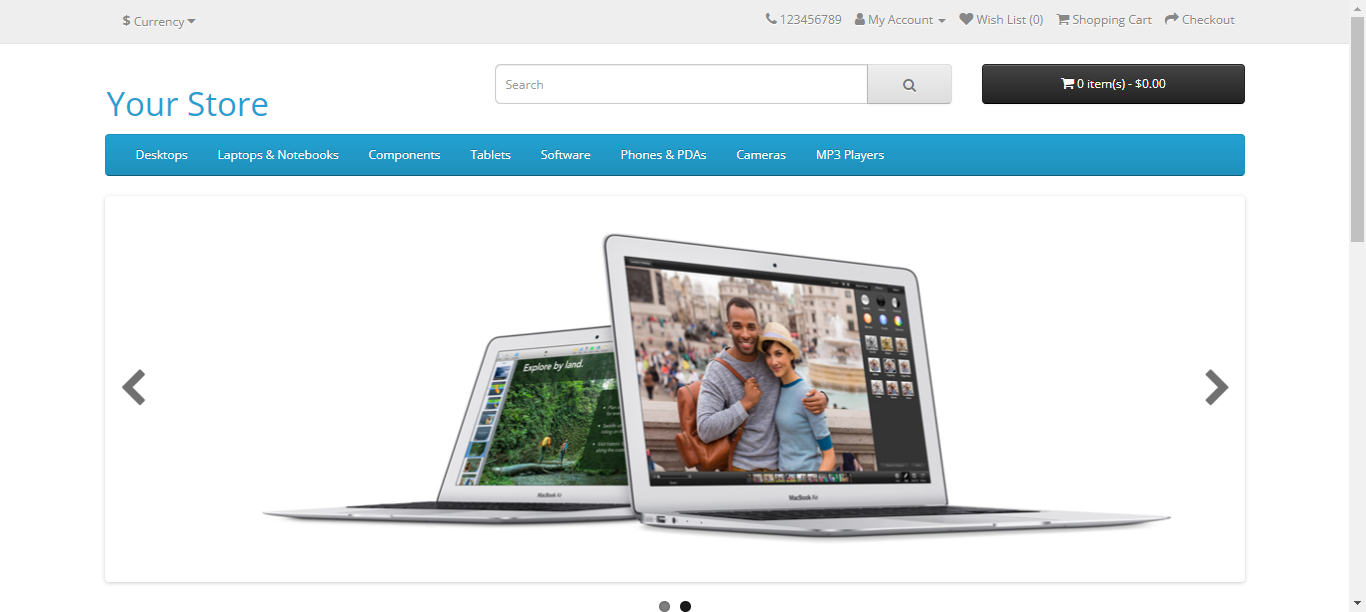 $ Currency
123456789 My Account Wish List (0) Shopping Cart Checkout
Your Store
Search
0 item(s) - $0.00
Desktops Laptops & Notebooks Components Tablets Software Phones & PDAs Cameras MP3 Players
Explore by land.
MacBook Air
MacBook Air